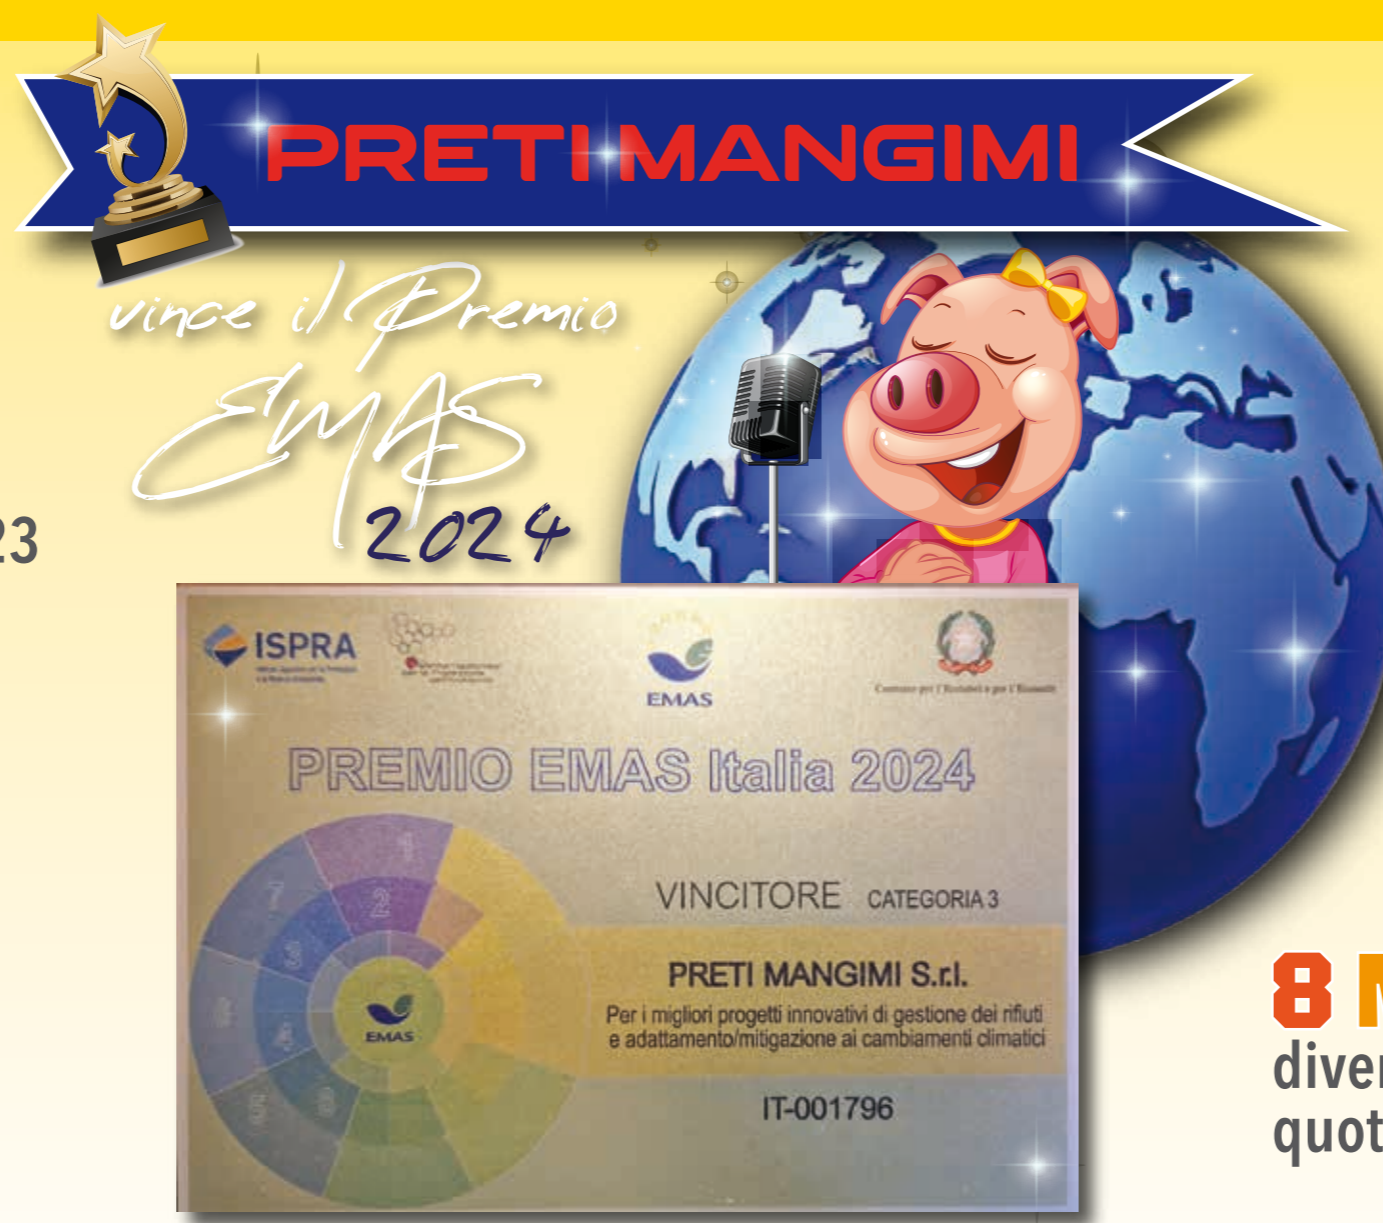 PRETI MANGIMI
vince il Premio
EMAS
2024
23
ISPRA
EMAS
PREMIO EMAS Italia 2024
VINCITORE CATEGORIA 3
PRETI MANGIMI S.r.l.
Per i migliori progetti innovativi di gestione dei rifiuti
e adattamento/mitigazione ai cambiamenti climatici
EMAS
IT-001796
8
diver
quot